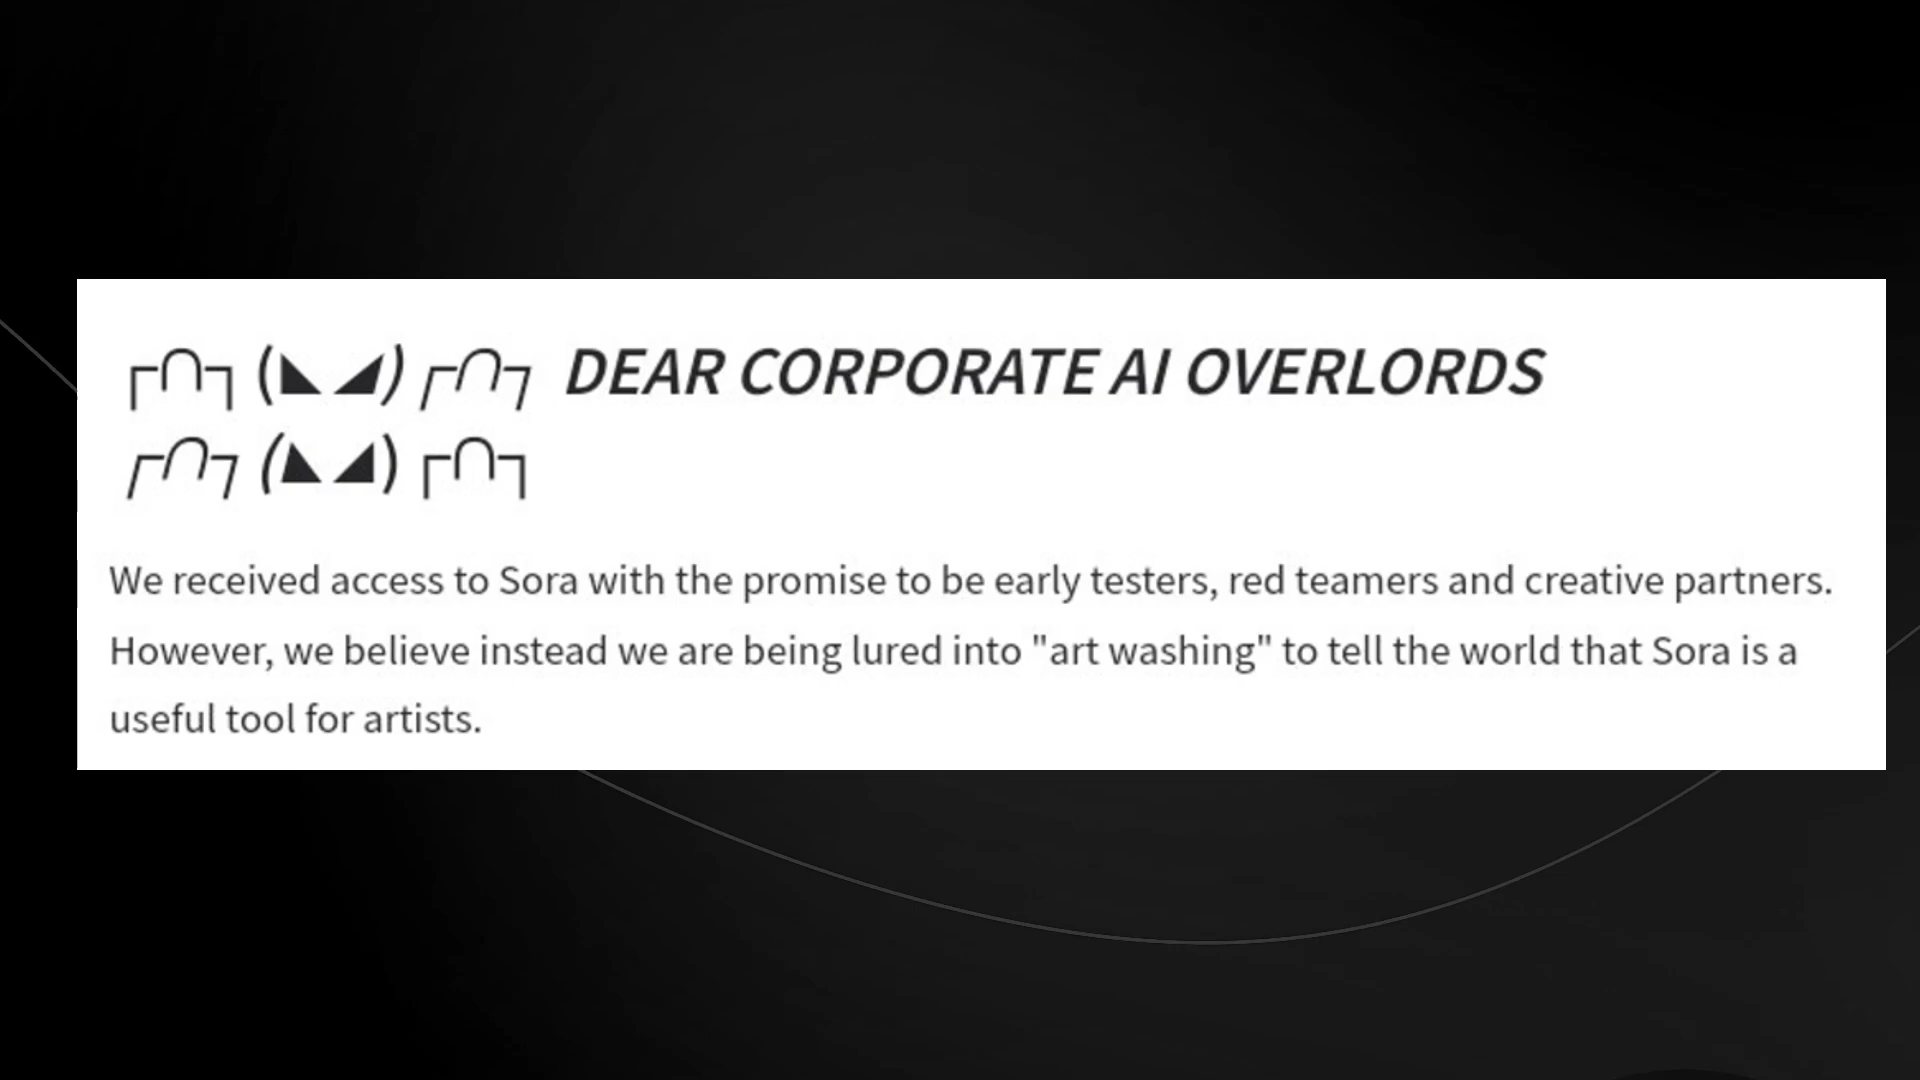 ┌∩┐(◣_◢)┌∩┐ DEAR CORPORATE AI OVERLORDS
┌∩┐(◣_◢)┌∩┐
We received access to Sora with the promise to be early testers, red teamers and creative partners.
However, we believe instead we are being lured into "art washing" to tell the world that Sora is a
useful tool for artists.